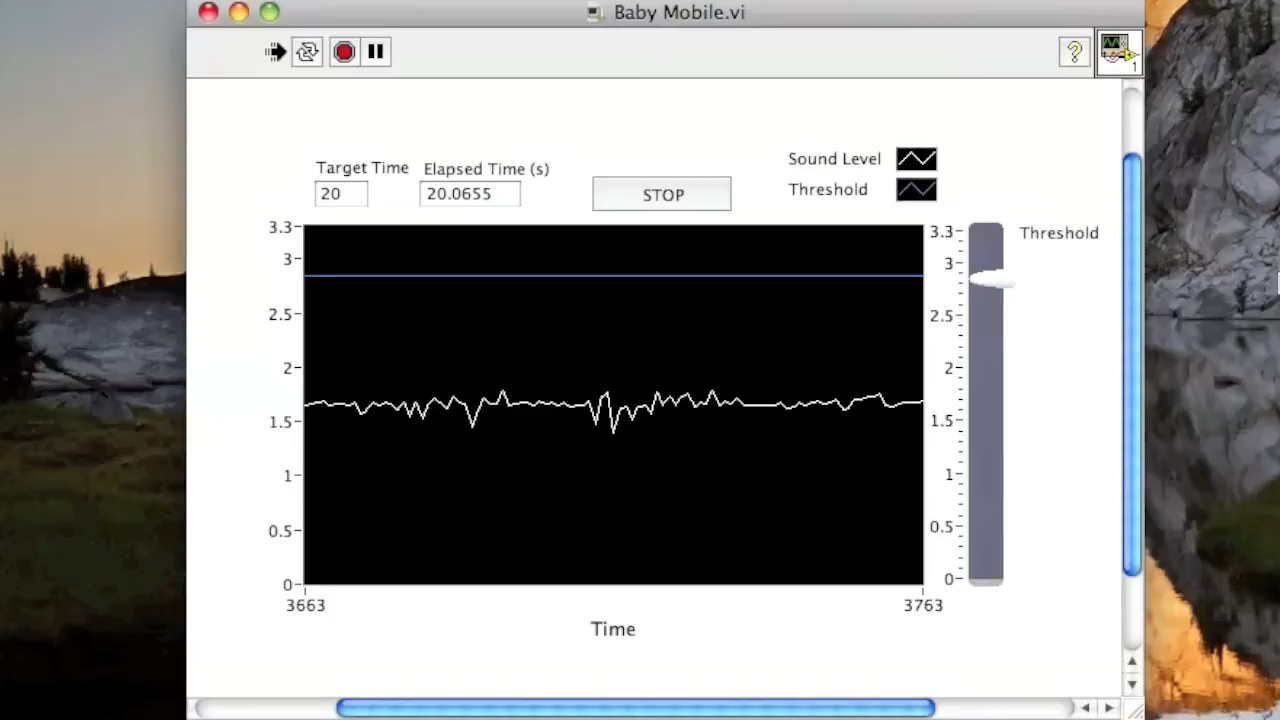 Baby Mobile.vi
?
1
Target Time
Elapsed Time (s)
20
20.0655
STOP
Sound Level
Threshold
Threshold
3.3
3
2.5
2
1.5
1
0.5
0
3.3
3
2.5
2
1.5
1
0.5
0
3663
3763
Time